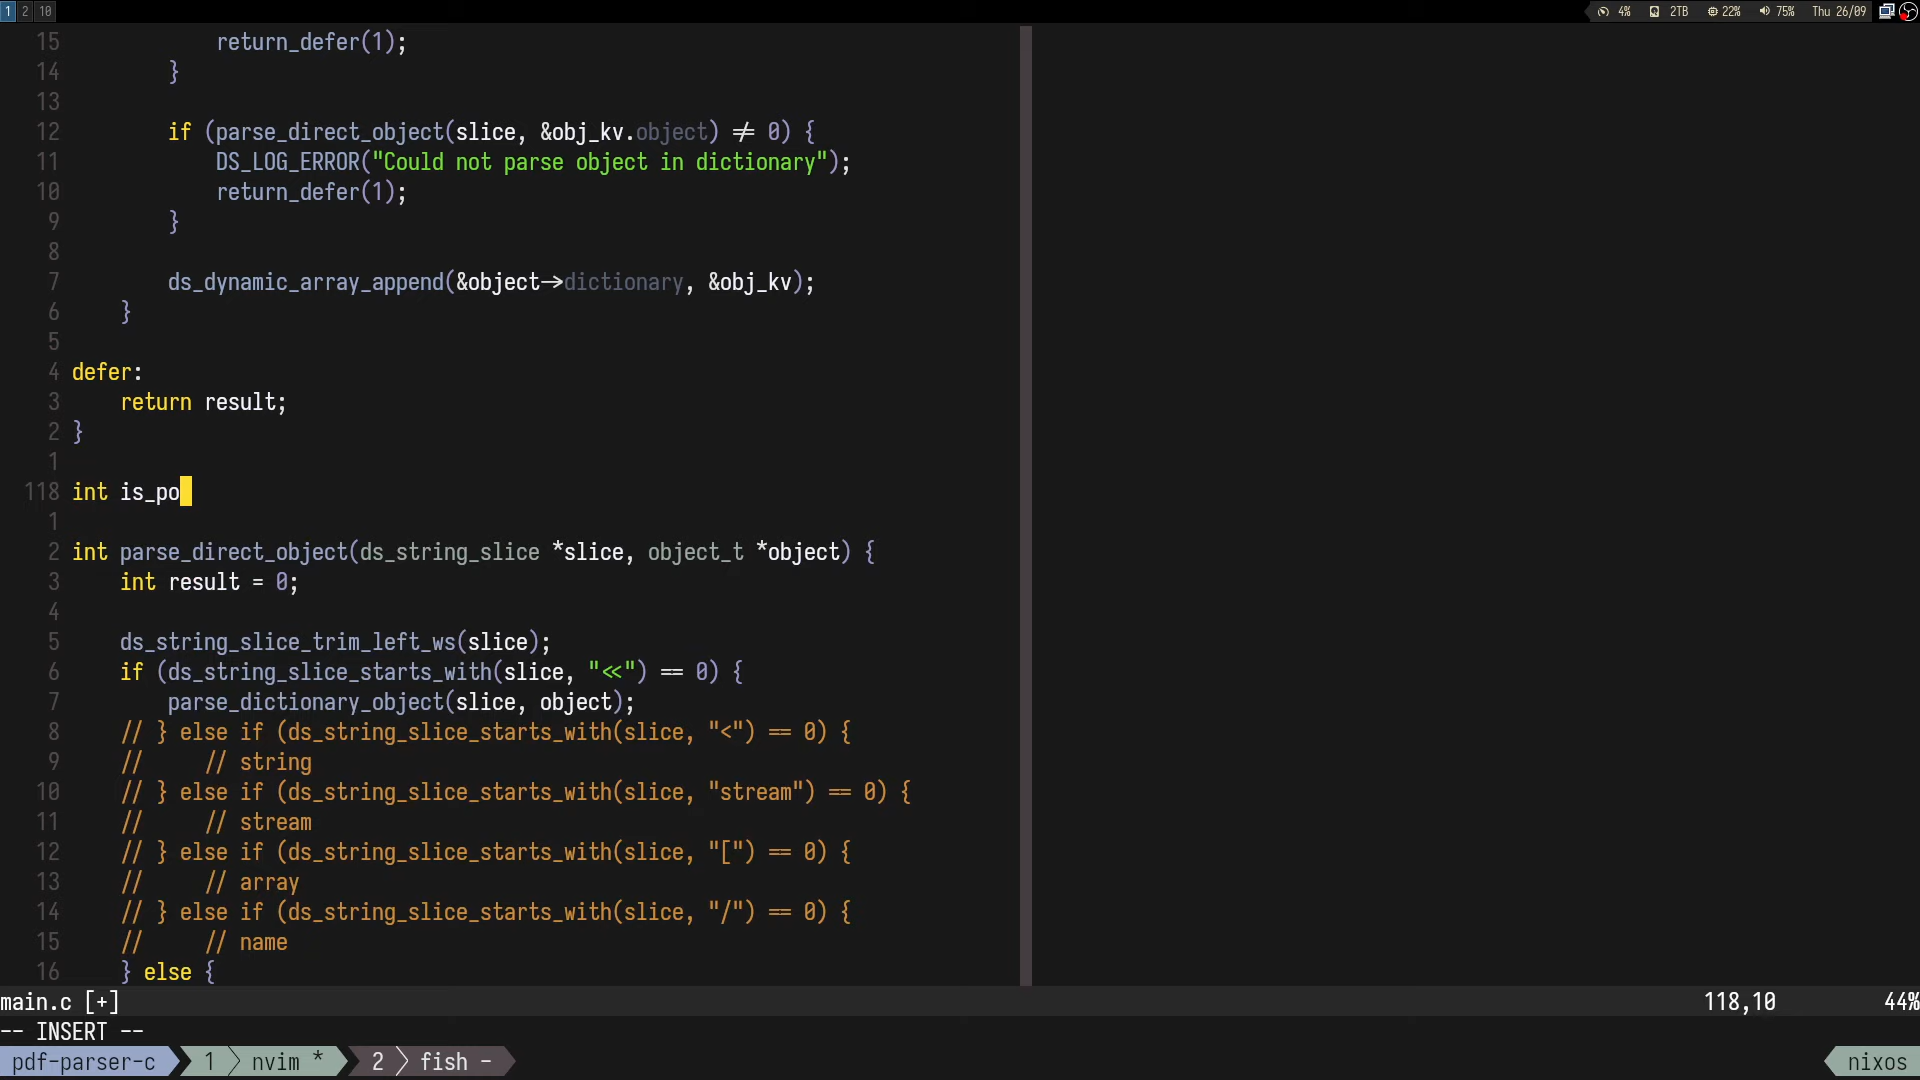 1 2 10 4% 2TB 22% 75% Thu 26/09
15 return_defer(1);
14 }
13
12 if (parse_direct_object(slice, &obj_kv.object) ≠ 0) {
11 DS_LOG_ERROR("Could not parse object in dictionary");
10 return_defer(1);
9 }
8
7 ds_dynamic_array_append(&object→dictionary, &obj_kv);
6 }
5
4 defer:
3 return result;
2 }
1
118 int is_po
1
2 int parse_direct_object(ds_string_slice *slice, object_t *object) {
3 int result = 0;
4
5 ds_string_slice_trim_left_ws(slice);
6 if (ds_string_slice_starts_with(slice, "<<") == 0) {
7 parse_dictionary_object(slice, object);
8 // } else if (ds_string_slice_starts_with(slice, "<") == 0) {
9 // // string
10 // } else if (ds_string_slice_starts_with(slice, "stream") == 0) {
11 // // stream
12 // } else if (ds_string_slice_starts_with(slice, "[") == 0) {
13 // // array
14 // } else if (ds_string_slice_starts_with(slice, "/") == 0) {
15 // // name
16 } else {
main.c [+] 118,10 44%
-- INSERT --
pdf-parser-c 1 nvim * 2 fish - nixos